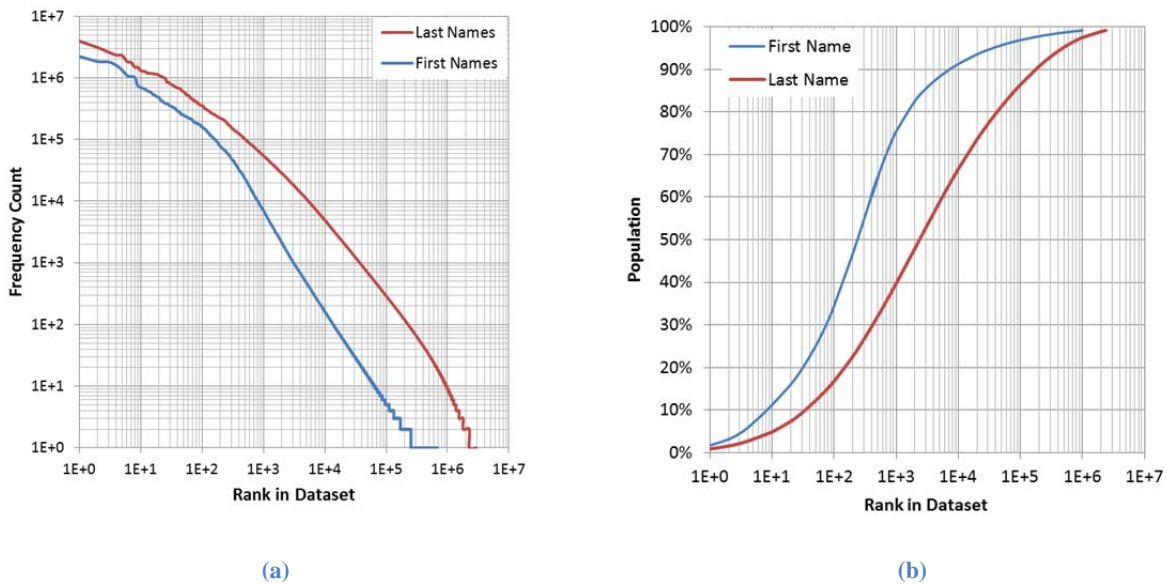 1E+7
1E+6
1E+5
1E+4
1E+3
1E+2
1E+1
1E+0
Frequency Count
Last Names
First Names
1E+0 1E+1 1E+2 1E+3 1E+4 1E+5 1E+6 1E+7
Rank in Dataset
(a)
100%
90%
80%
70%
60%
50%
40%
30%
20%
10%
0%
Population
First Name
Last Name
1E+0 1E+1 1E+2 1E+3 1E+4 1E+5 1E+6 1E+7
Rank in Dataset
(b)